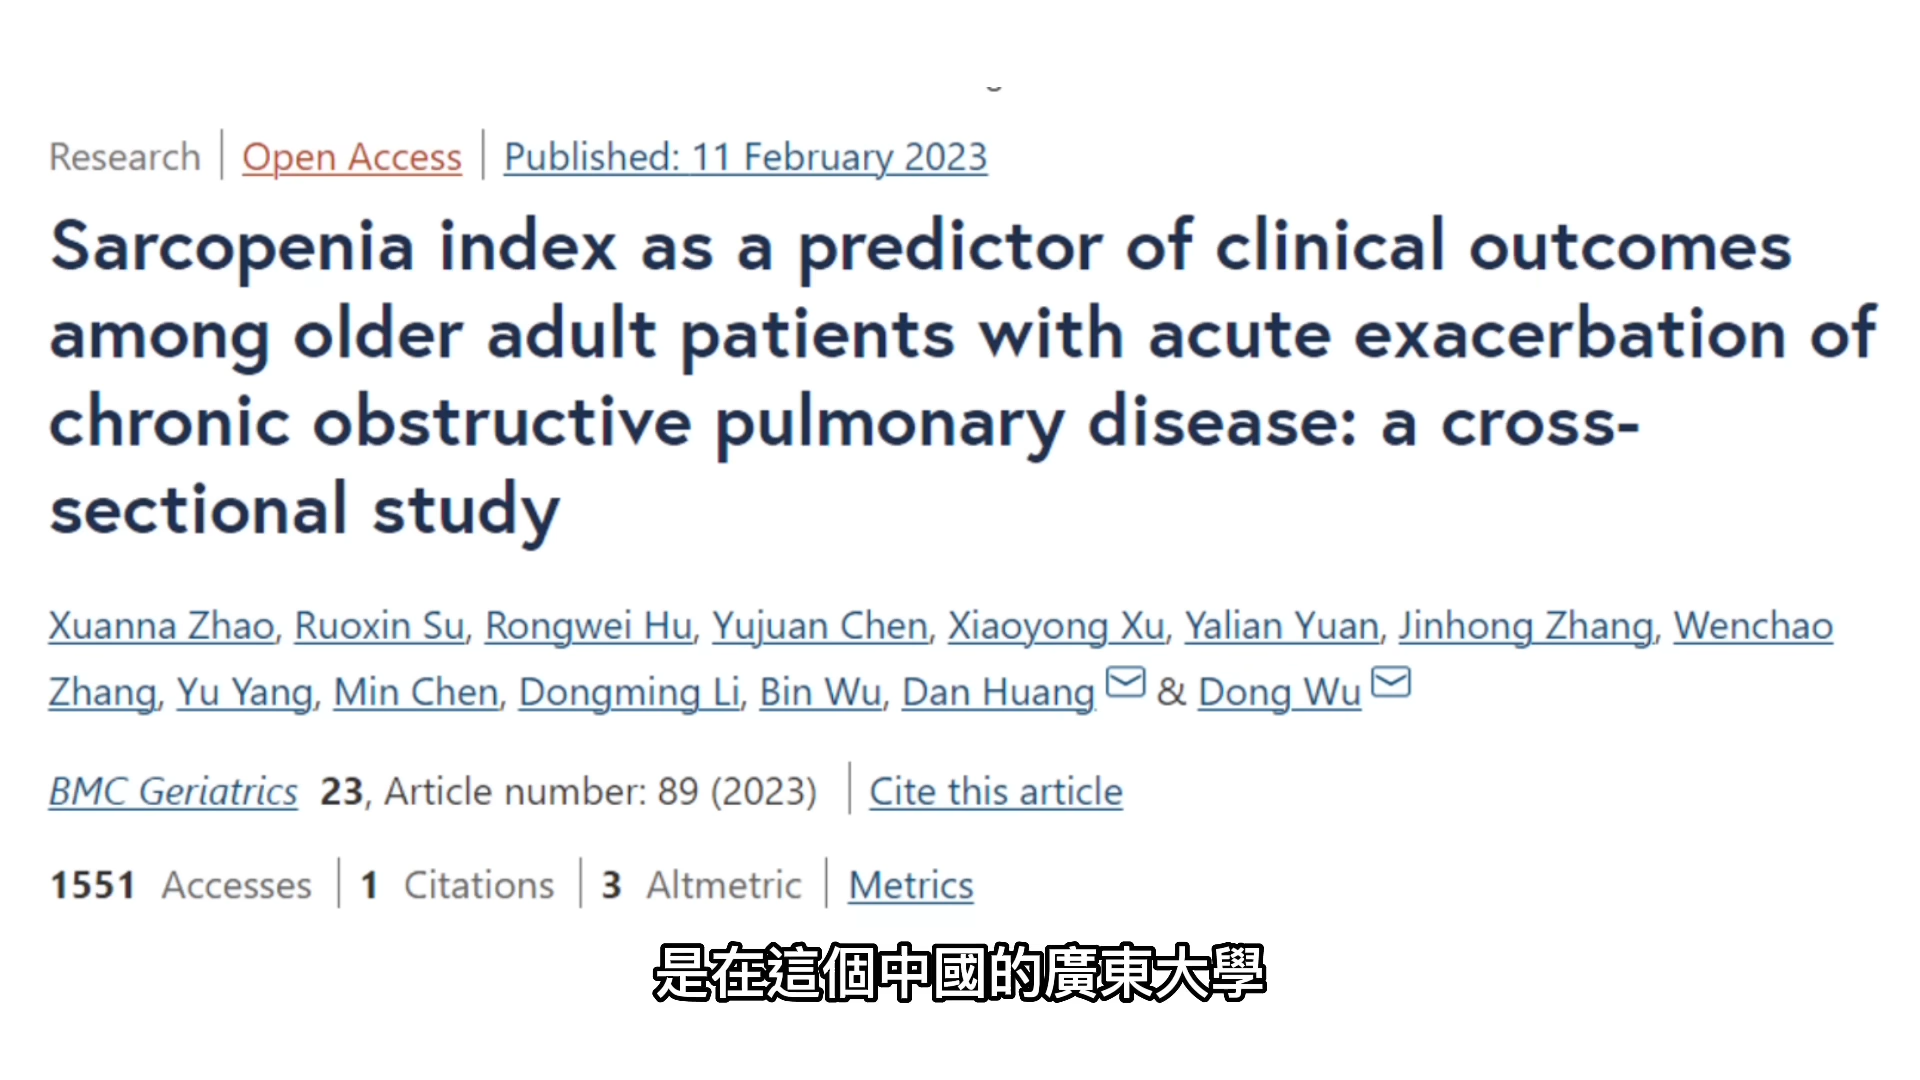 Research | Open Access | Published: 11 February 2023
Sarcopenia index as a predictor of clinical outcomes
among older adult patients with acute exacerbation of
chronic obstructive pulmonary disease: a cross-
sectional study
Xuanna Zhao, Ruoxin Su, Rongwei Hu, Yujuan Chen, Xiaoyong Xu, Yalian Yuan, Jinhong Zhang, Wenchao
Zhang, Yu Yang, Min Chen, Dongming Li, Bin Wu, Dan Huang & Dong Wu
BMC Geriatrics 23, Article number: 89 (2023) | Cite this article
1551 Accesses | 1 Citations | 3 Altmetric | Metrics
是在這個中國的廣東大學